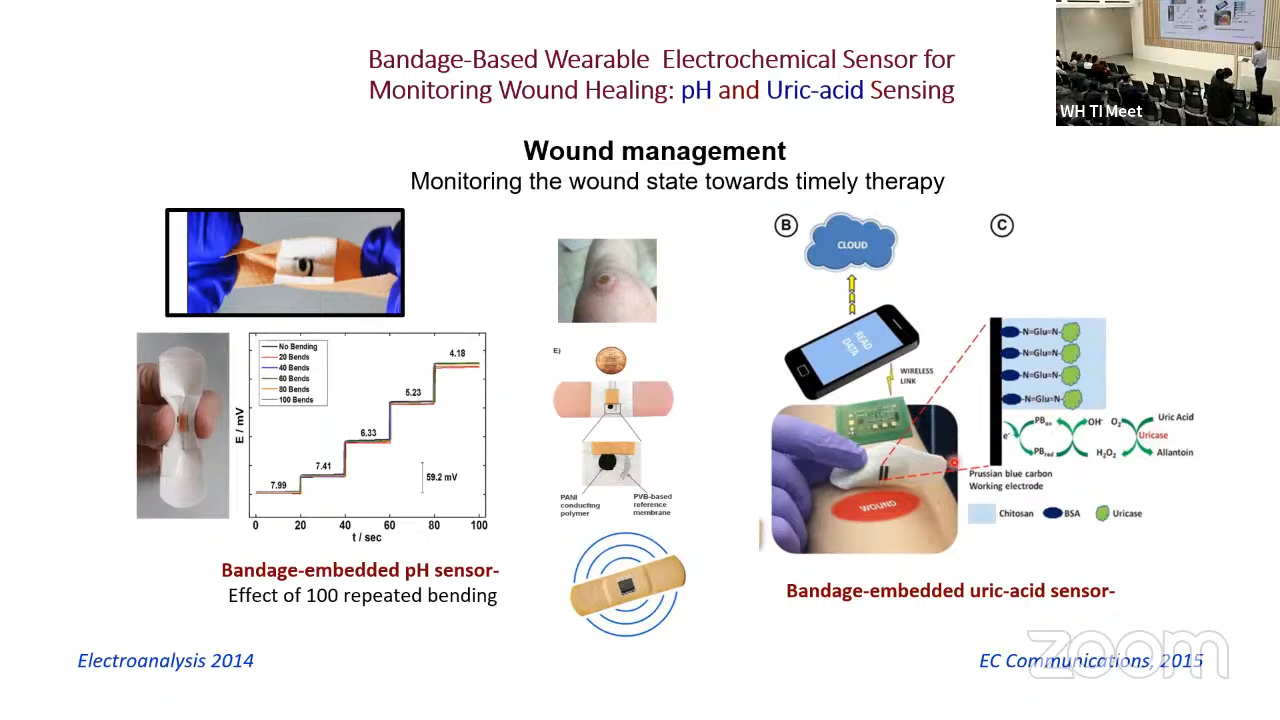 Bandage-Based Wearable Electrochemical Sensor for
Monitoring Wound Healing: pH and Uric-acid Sensing
WH TI Meet
Wound management
Monitoring the wound state towards timely therapy
No Bending
20 Bends
40 Bends
60 Bends
80 Bends
100 Bends
7.99
7.41
6.33
5.23
4.18
59.2 mV
E / mV
0 20 40 60 80 100
t / sec
Bandage-embedded pH sensor-
Effect of 100 repeated bending
E)
PANI
conducting
polymer
PVB-based
reference
membrane
B
CLOUD
READ
DATA
WIRELESS
LINK
WOUND
C
-N=Glu=N-
-N=Glu=N-
-N=Glu=N-
-N=Glu=N-
e-
PBox
PBred
OH-
H2O2
O2
Uric Acid
Uricase
Allantoin
Prussian blue carbon
Working electrode
Chitosan
BSA
Uricase
Bandage-embedded uric-acid sensor-
Electroanalysis 2014
EC Communications, 2015
zoom